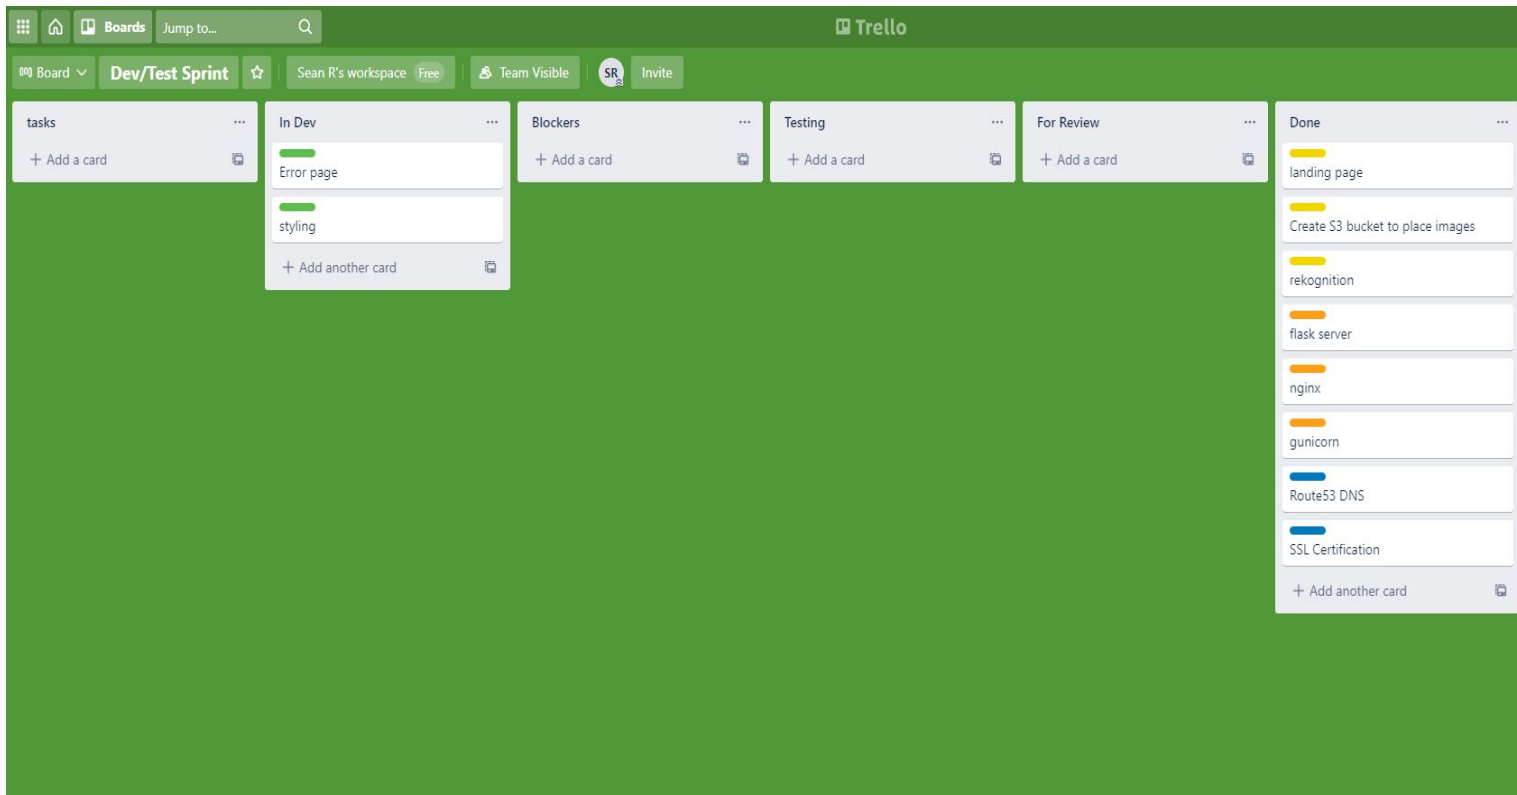 Boards
Jump to...
Trello
Board
Dev/Test Sprint
Sean R's workspace Free
Team Visible
SR
Invite
tasks
+ Add a card
In Dev
Error page
styling
+ Add another card
Blockers
+ Add a card
Testing
+ Add a card
For Review
+ Add a card
Done
landing page
Create S3 bucket to place images
rekognition
flask server
nginx
gunicorn
Route53 DNS
SSL Certification
+ Add another card